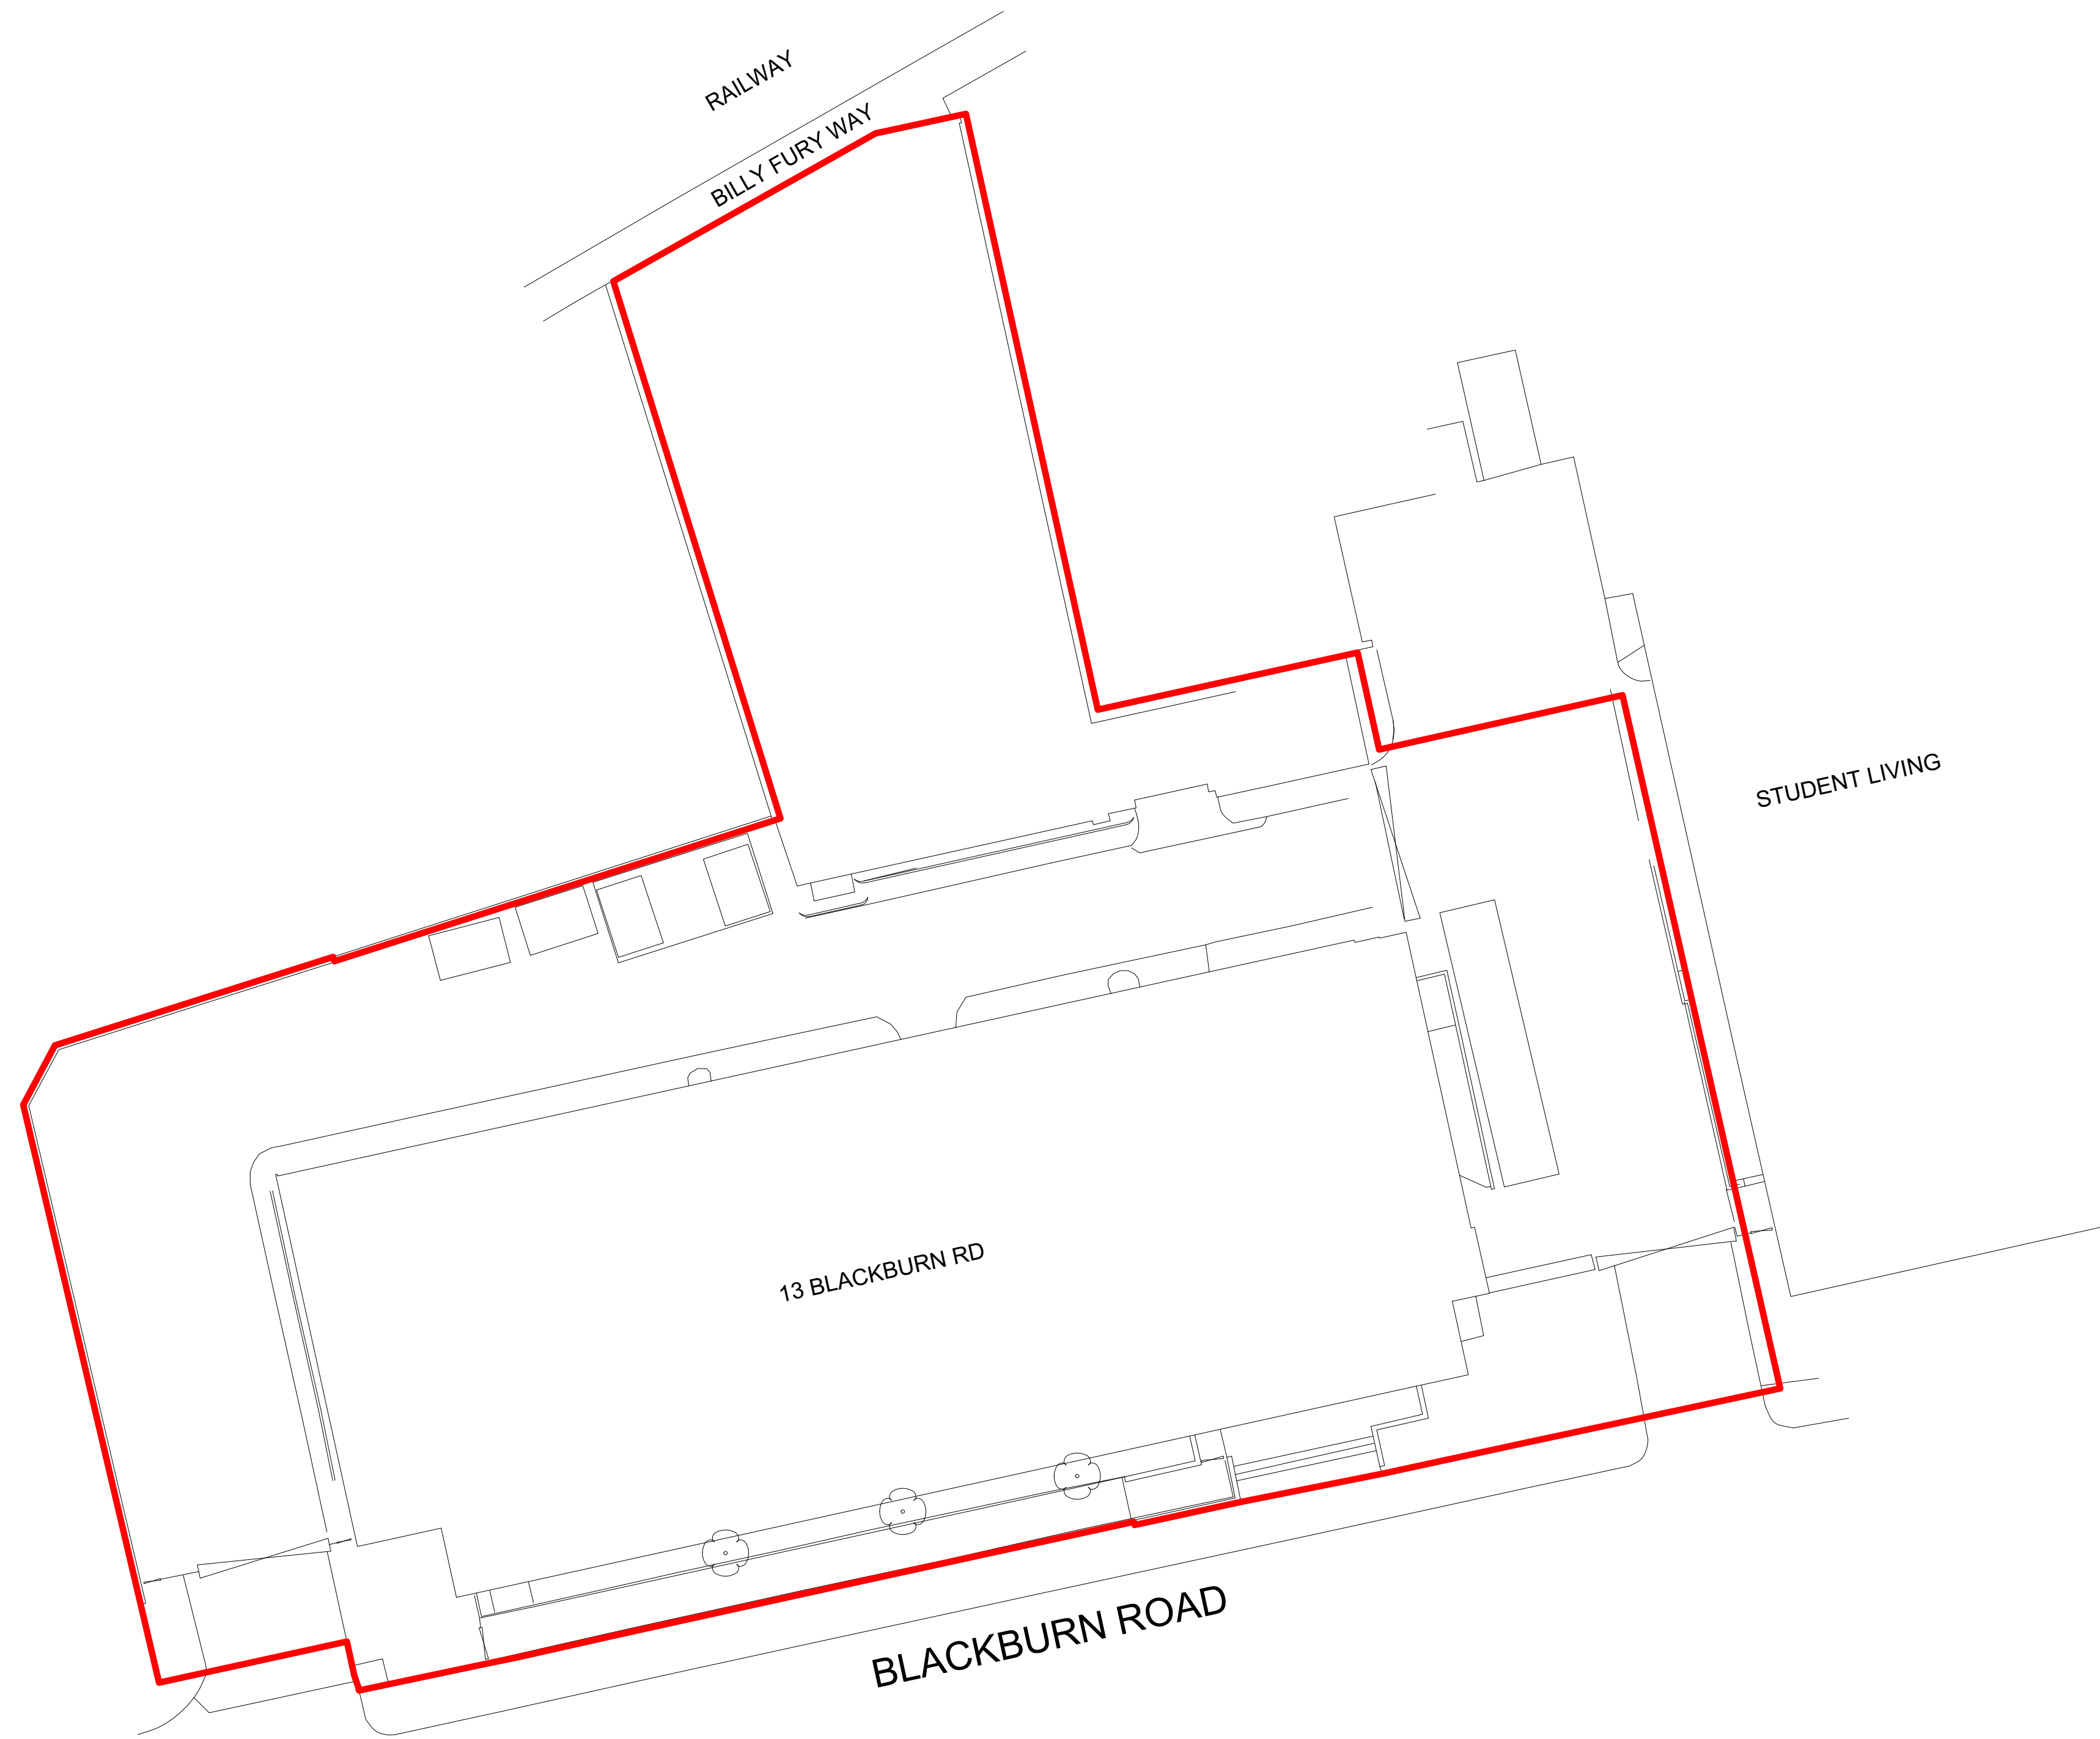 RAILWAY
BILLY FURY WAY
STUDENT LIVING
13 BLACKBURN RD
BLACKBURN ROAD